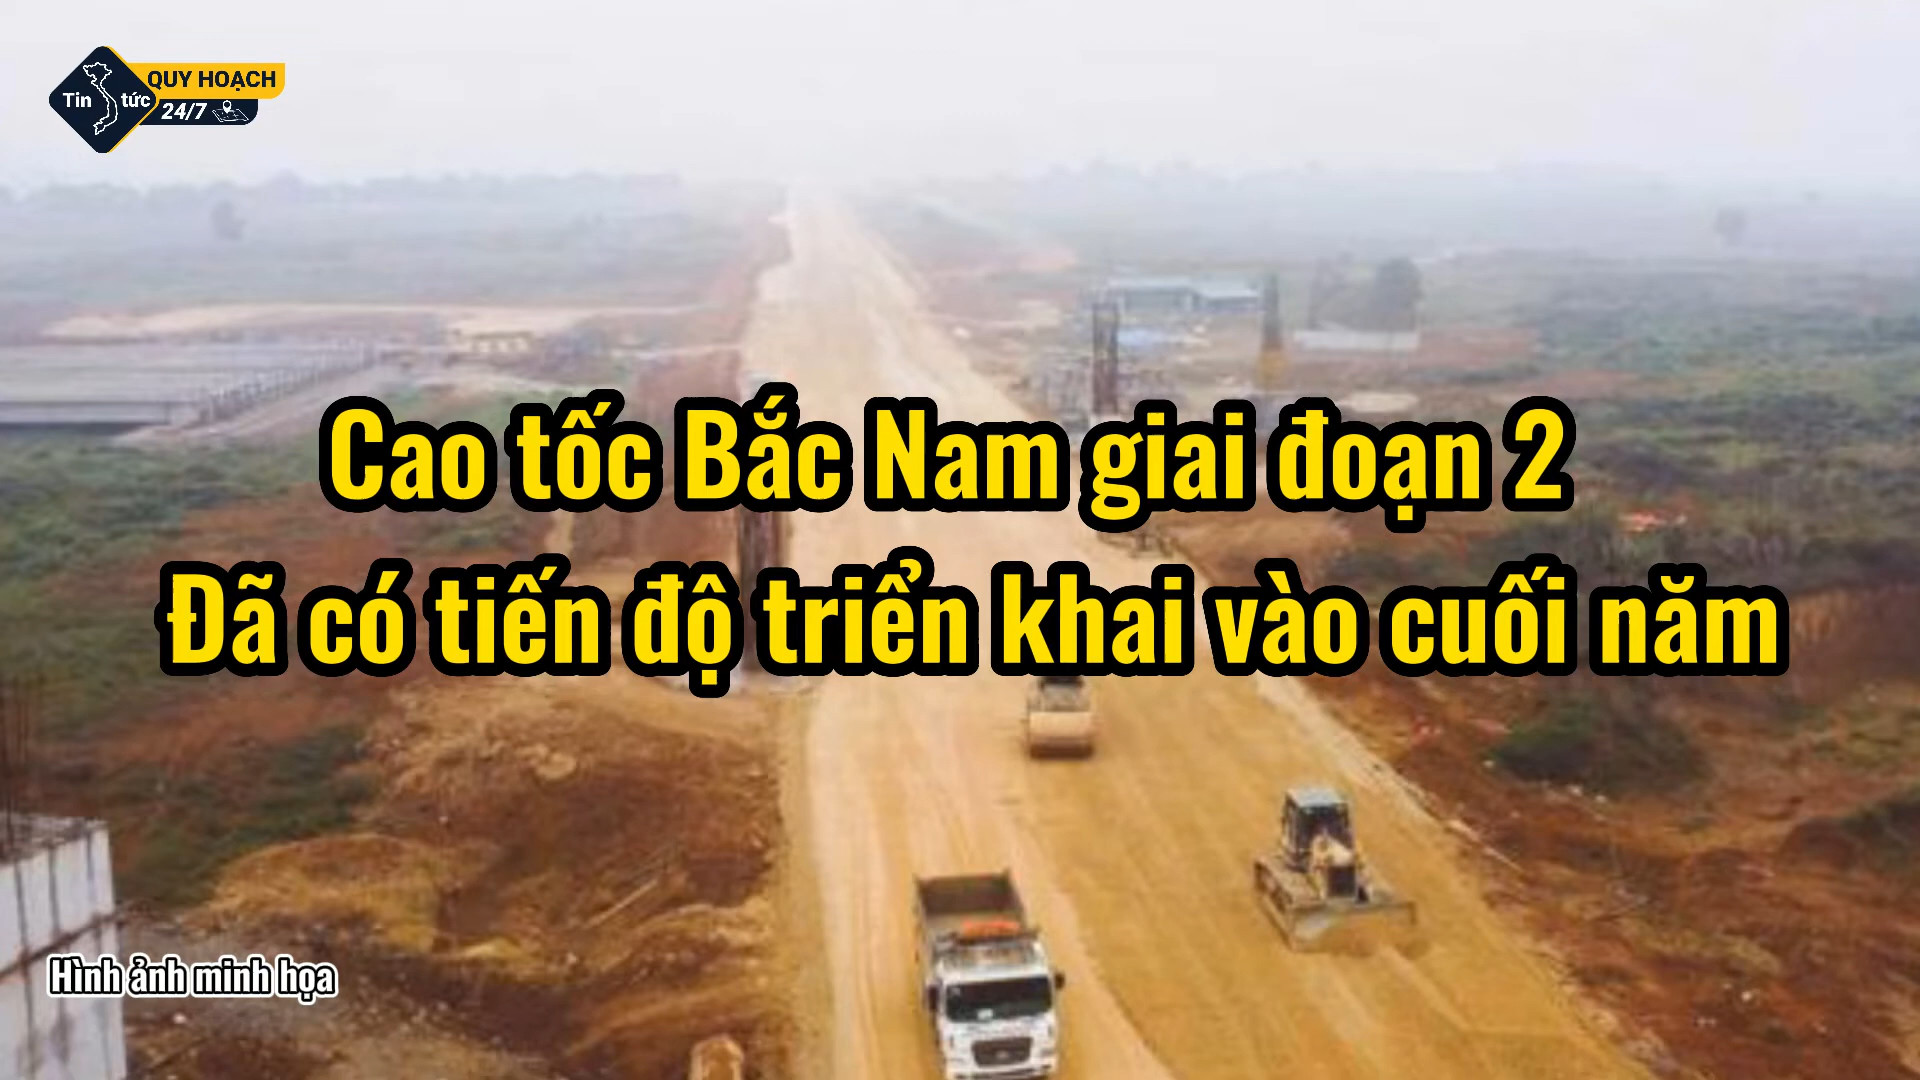 Tin tức QUY HOẠCH
24/7
Cao tốc Bắc Nam giai đoạn 2
Đã có tiến độ triển khai vào cuối năm
Hình ảnh minh họa